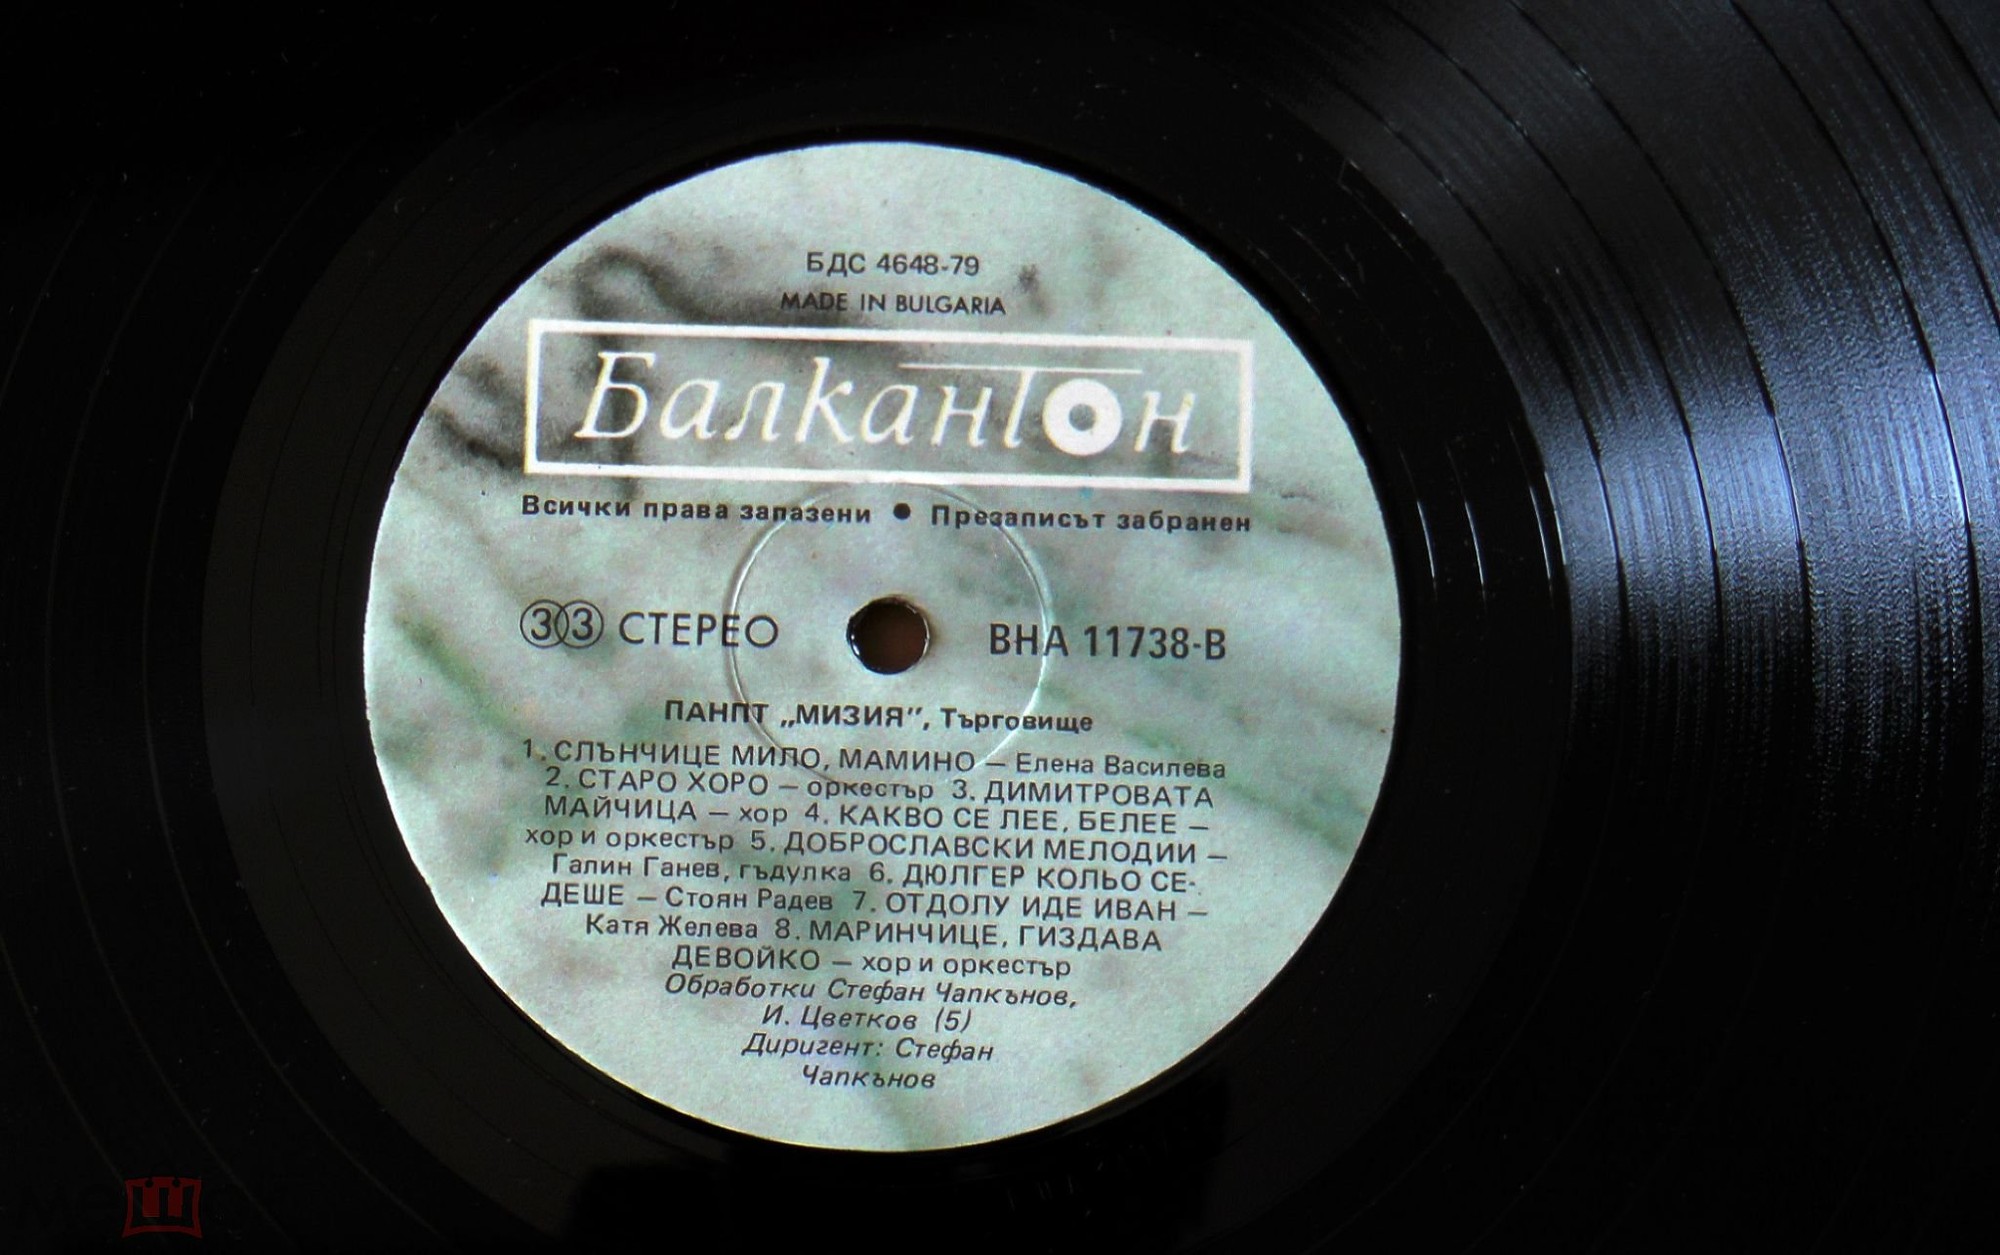 БДС 4648-79
MADE IN BULGARIA
Балкантон
Всички права запазени ● Презаписът забранен
33 СТЕРЕО ВНА 11738-В
ПАНПТ „МИЗИЯ”, Търговище
1. СЛЪНЧИЦЕ МИЛО, МАМИНО — Елена Василева
2. СТАРО ХОРО — оркестър 3. ДИМИТРОВАТА
МАЙЧИЦА — хор 4. КАКВО СЕ ЛЕЕ, БЕЛЕЕ —
хор и оркестър 5. ДОБРОСЛАВСКИ МЕЛОДИИ —
Галин Ганев, гъдулка 6. ДЮЛГЕР КОЛЬО СЕ-
ДЕШЕ — Стоян Радев 7. ОТДОЛУ ИДЕ ИВАН —
Катя Желева 8. МАРИНЧИЦЕ, ГИЗДАВА
ДЕВОЙКО — хор и оркестър
Обработки Стефан Чапкънов,
И. Цветков (5)
Диригент: Стефан
Чапкънов